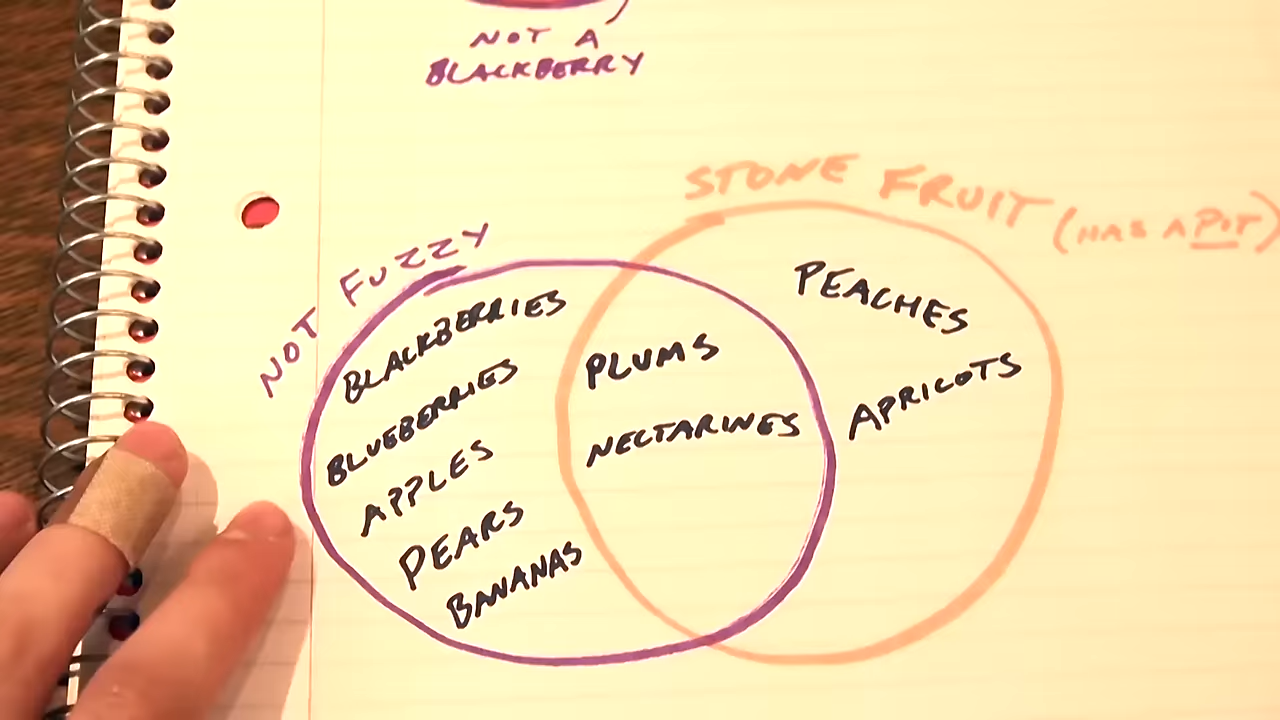 NOT A
BLACKBERRY
STONE FRUIT (HAS A PIT)
NOT FUZZY
BLACKBERRIES
BLUEBERRIES
APPLES
PEARS
BANANAS
PLUMS
NECTARINES
PEACHES
APRICOTS